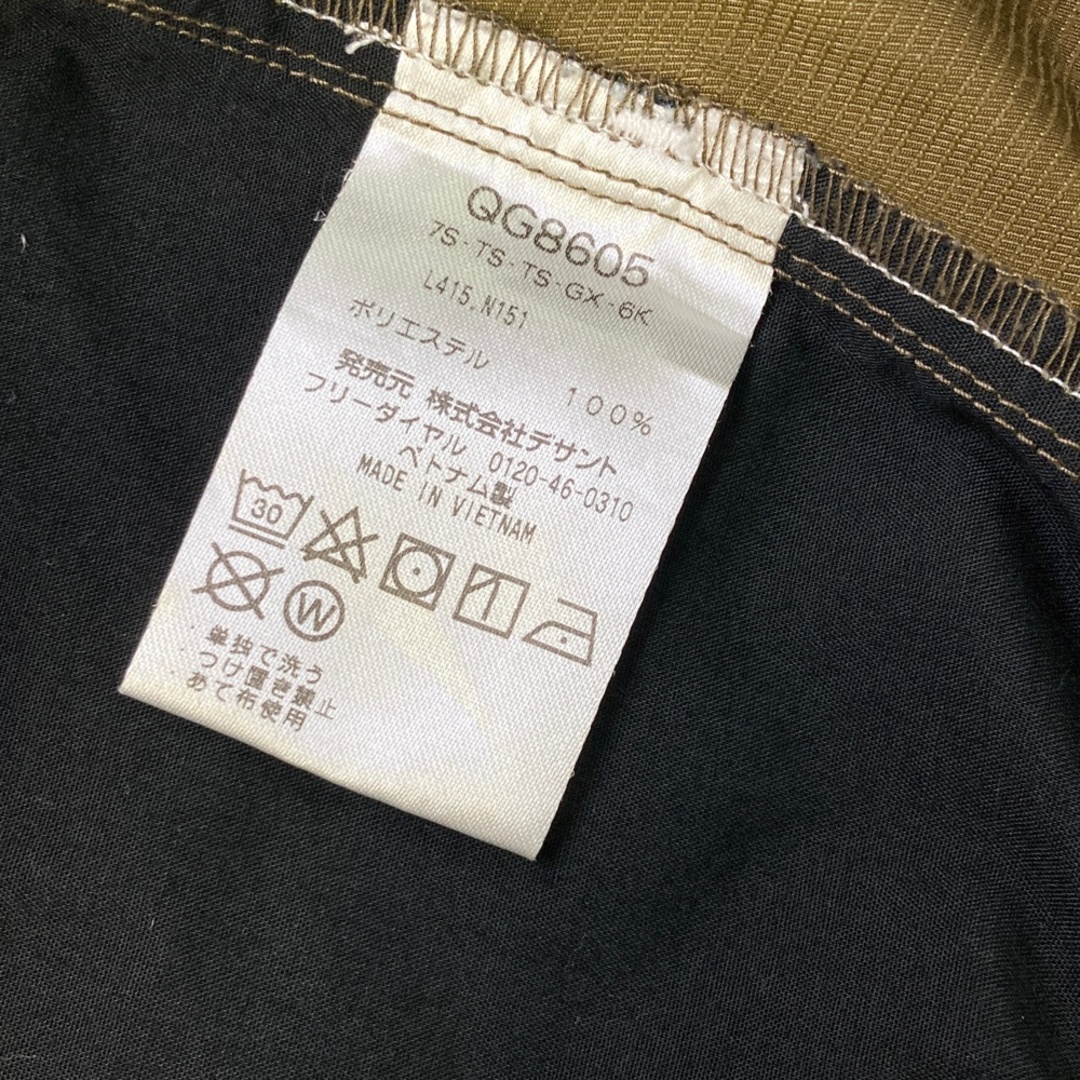 QG8605
7S-TS-TS-GX-6K
L415.N151
ポリエステル 100%
発売元 株式会社デサント
フリーダイヤル 0120-46-0310
ベトナム製
MADE IN VIETNAM
30
W
・単独で洗う
・つけ置き禁止
・あて布使用